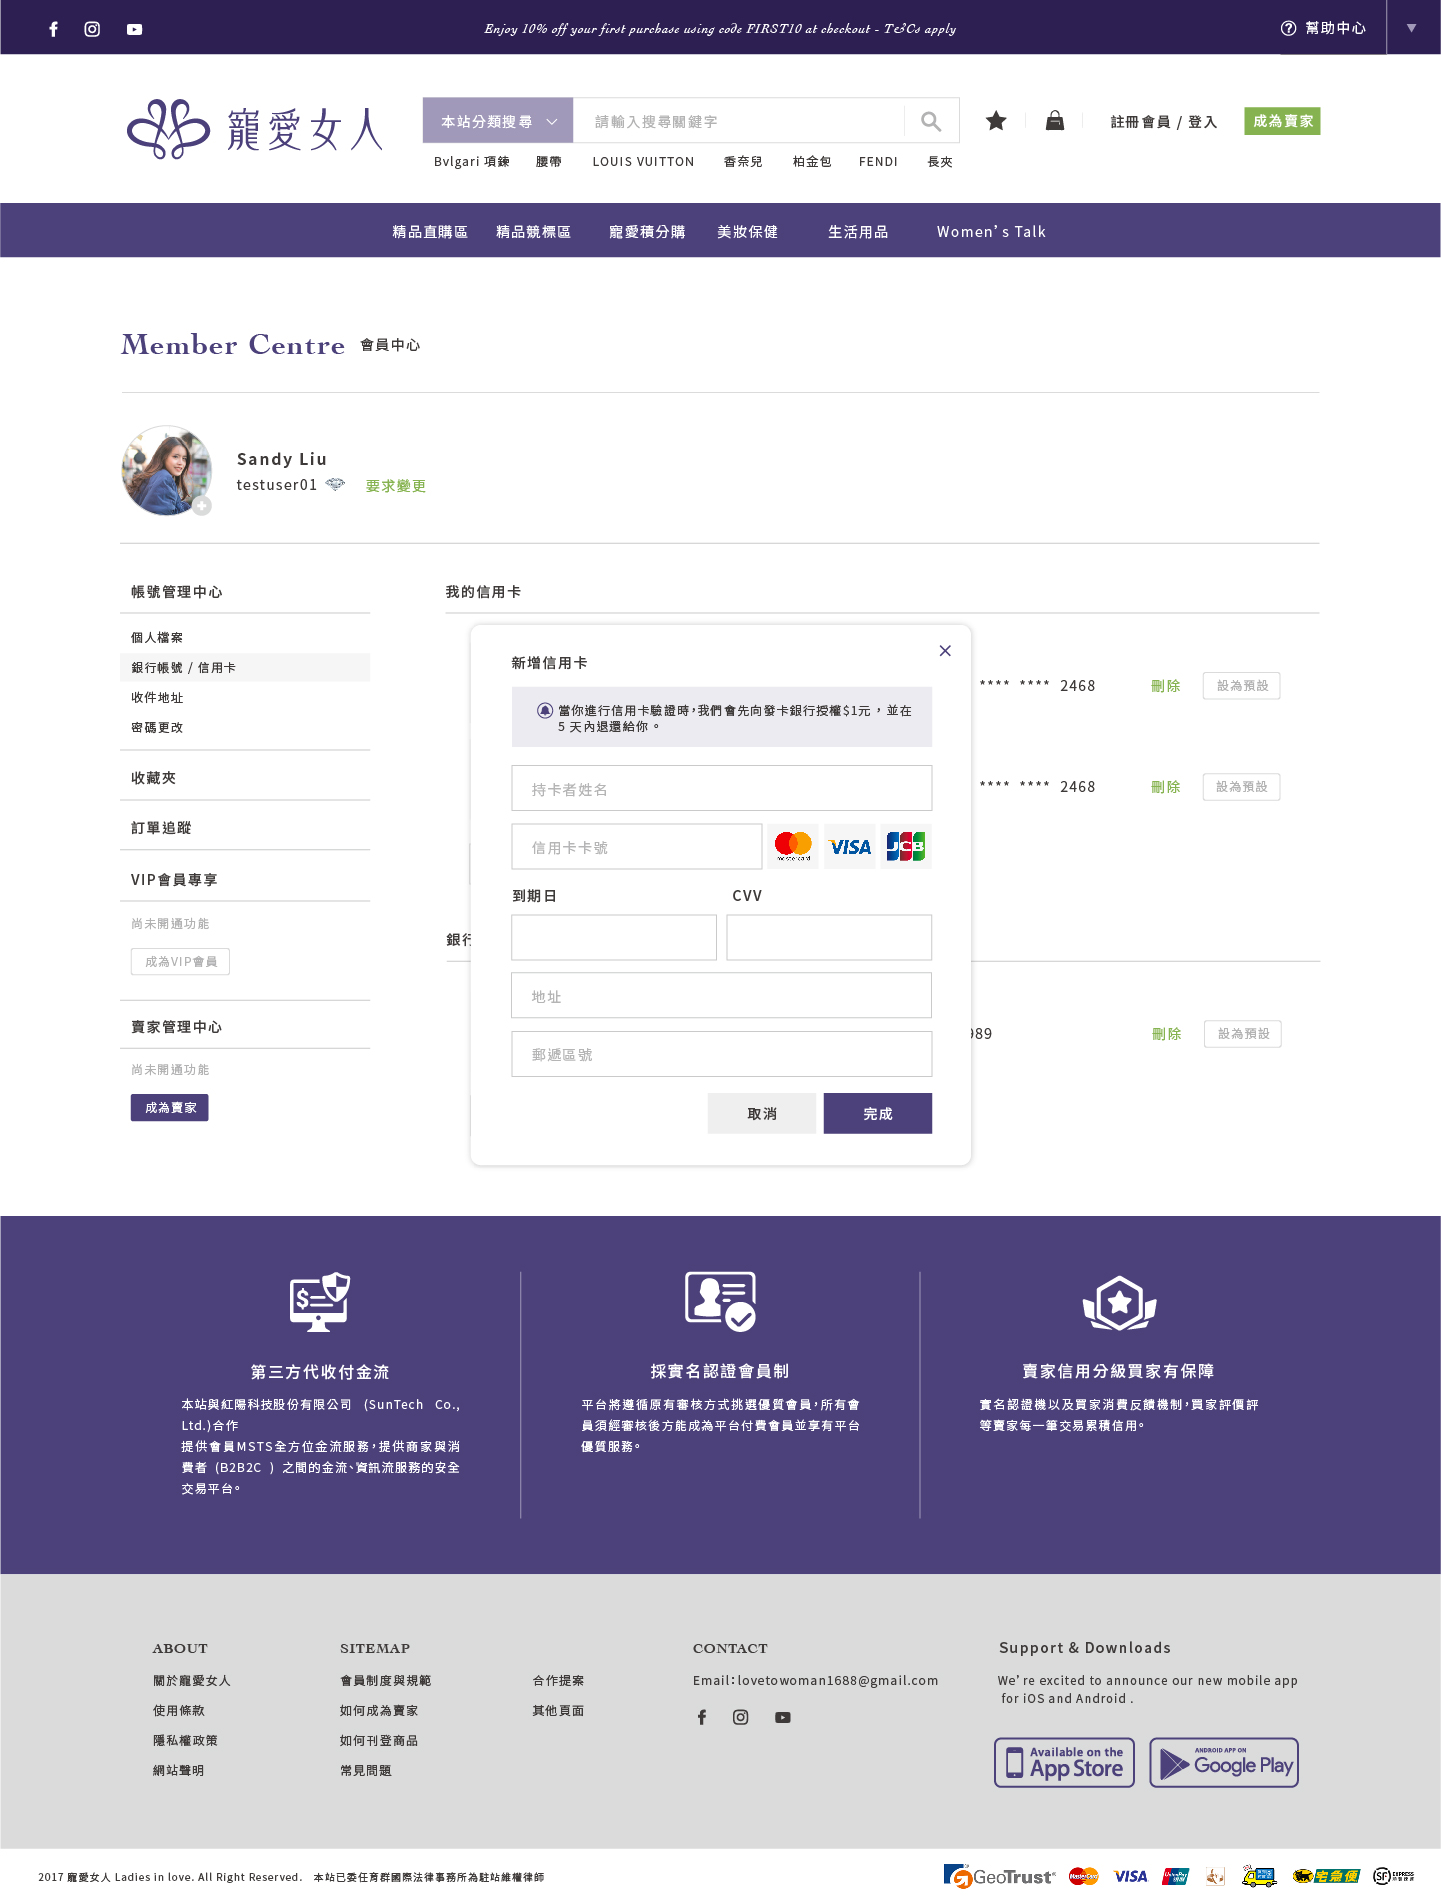 Enjoy 10% off your first purchase using code FIRST10 at checkout - T&Cs apply
幫助中心
寵愛女人
本站分類搜尋
請輸入搜尋關鍵字
註冊會員 / 登入
成為賣家
Bvlgari 項鍊 腰帶 LOUIS VUITTON 香奈兒 柏金包 FENDI 長夾
精品直購區 精品競標區 寵愛積分購 美妝保健 生活用品 Women's Talk
Member Centre 會員中心
Sandy Liu
testuser01 要求變更
帳號管理中心
個人檔案
銀行帳號 / 信用卡
收件地址
密碼更改
收藏夾
訂單追蹤
VIP會員專享
尚未開通功能
成為VIP會員
賣家管理中心
尚未開通功能
成為賣家
我的信用卡
**** **** 2468 刪除 設為預設
**** **** 2468 刪除 設為預設
銀行
989 刪除 設為預設
新增信用卡
當你進行信用卡驗證時,我們會先向發卡銀行授權$1元,並在
5 天內退還給你。
持卡者姓名
信用卡卡號
mastercard
VISA
JCB
到期日 CVV
地址
郵遞區號
取消 完成
第三方代收付金流
本站與紅陽科技股份有限公司 (SunTech Co.,
Ltd.)合作
提供會員MSTS全方位金流服務,提供商家與消
費者 (B2B2C ) 之間的金流、資訊流服務的安全
交易平台。
採實名認證會員制
平台將遵循原有審核方式挑選優質會員,所有會
員須經審核後方能成為平台付費會員並享有平台
優質服務。
賣家信用分級買家有保障
實名認證機以及買家消費反饋機制,買家評價評
等賣家每一筆交易累積信用。
ABOUT
關於寵愛女人
使用條款
隱私權政策
網站聲明
SITEMAP
會員制度與規範
如何成為賣家
如何刊登商品
常見問題
合作提案
其他頁面
CONTACT
Email:lovetowoman1688@gmail.com
Support & Downloads
We're excited to announce our new mobile app
for iOS and Android .
Available on the
App Store
ANDROID APP ON
Google Play
2017 寵愛女人 Ladies in love. All Right Reserved. 本站已委任育群國際法律事務所為駐站維權律師
GeoTrust
MasterCard
VISA
UnionPay
宅急便
SF EXPRESS